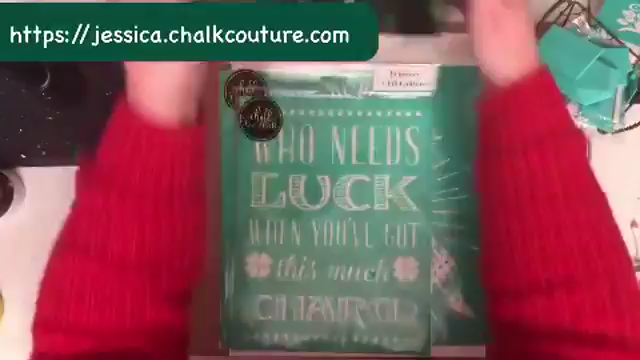 https://jessica.chalkcouture.com
WHO NEEDS
LUCK
WHEN YOU'VE GOT
this much